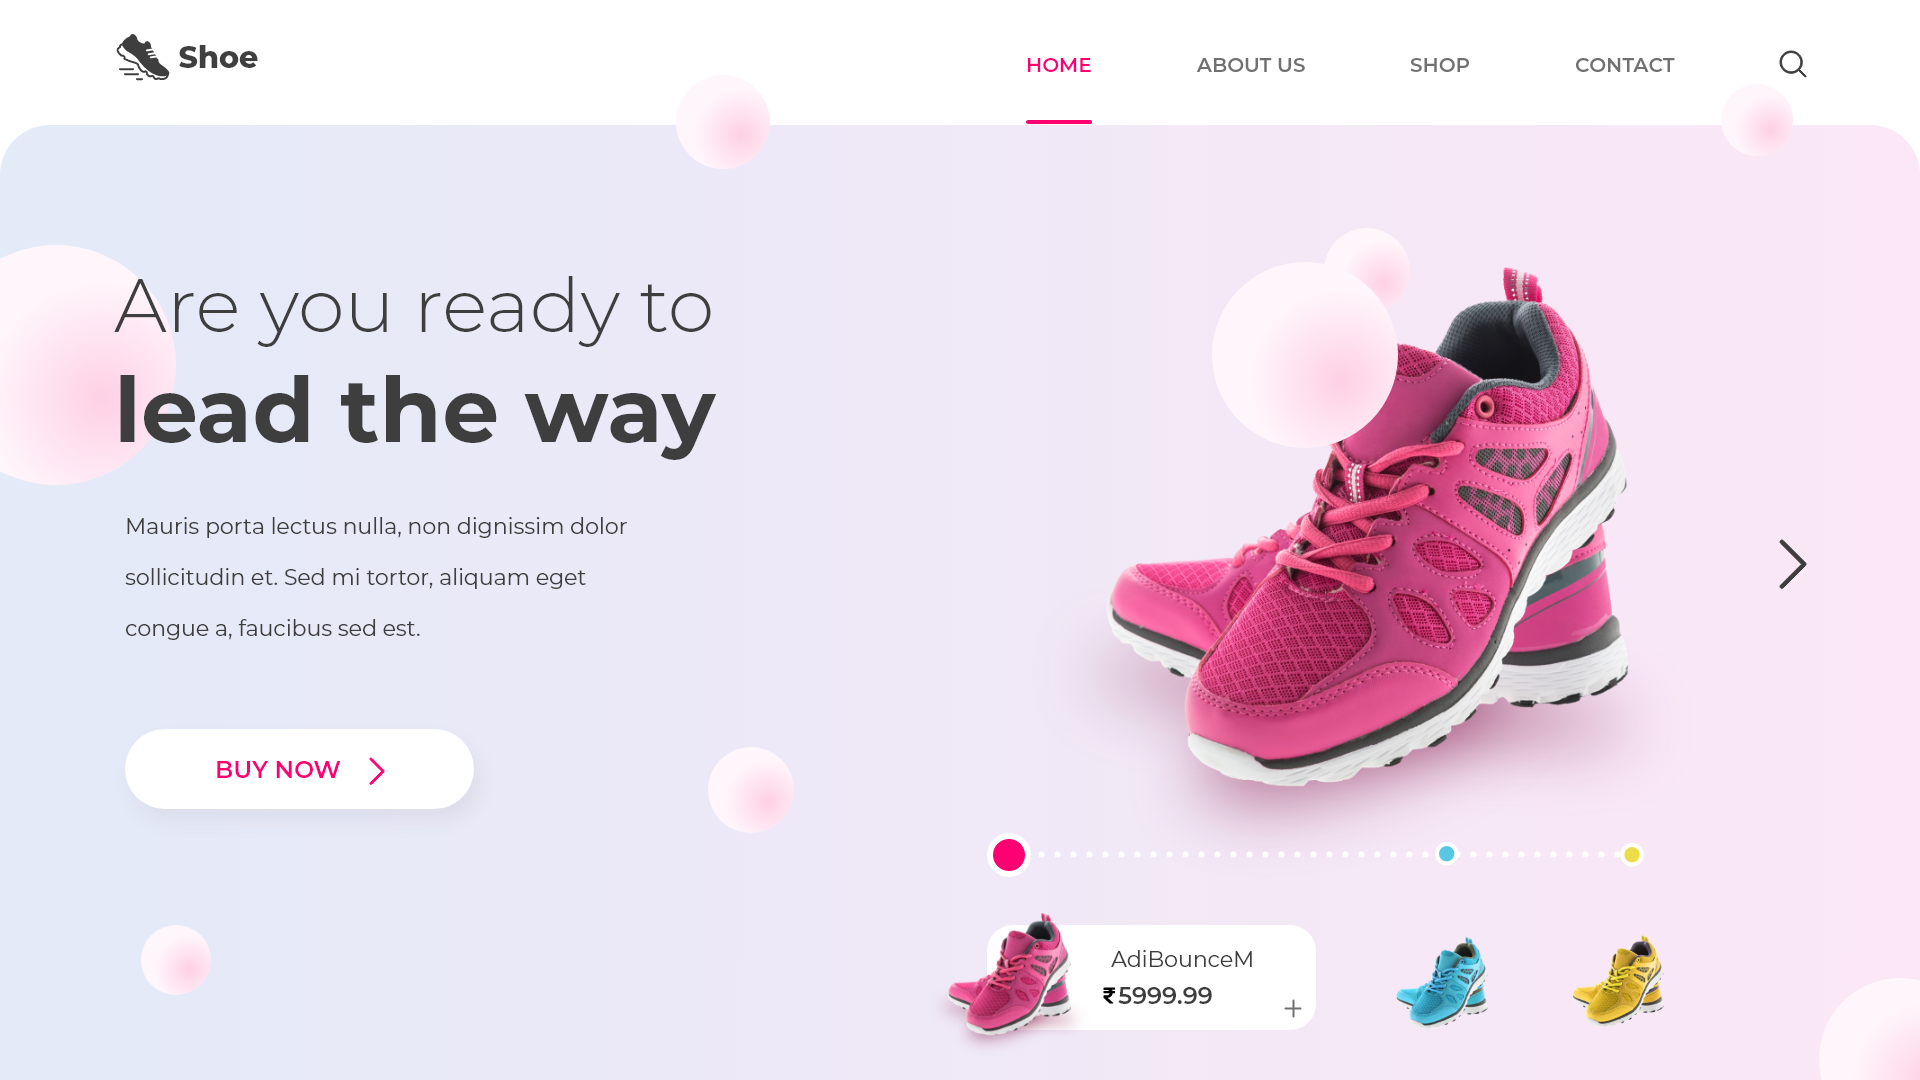 Shoe
HOME
ABOUT US
SHOP
CONTACT
Are you ready to
lead the way
Mauris porta lectus nulla, non dignissim dolor
sollicitudin et. Sed mi tortor, aliquam eget
congue a, faucibus sed est.
BUY NOW
AdiBounceM
₹5999.99